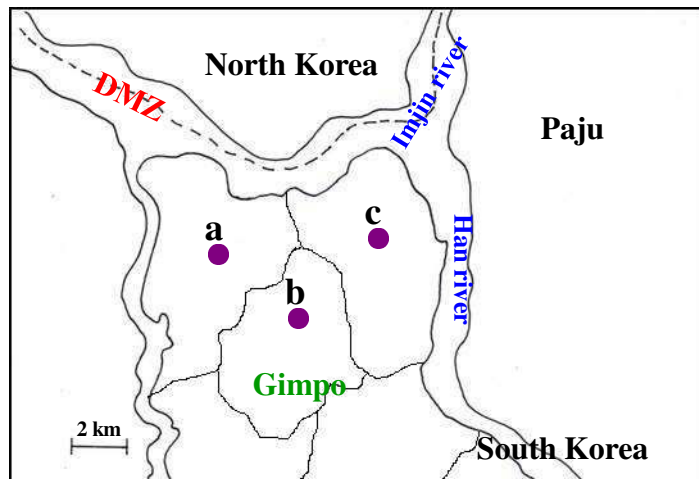 North Korea
DMZ
Imjin river
Paju
a
c
Han river
b
Gimpo
2 km
South Korea